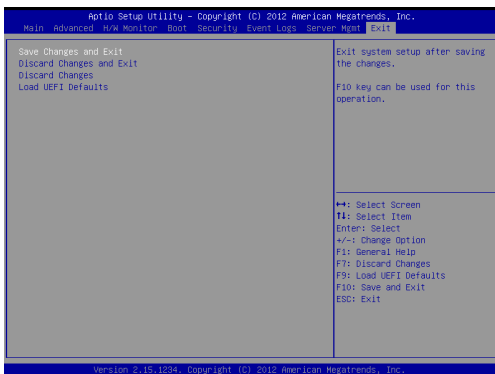 Aptio Setup Utility – Copyright (C) 2012 American Megatrends, Inc.
Main Advanced H/W Monitor Boot Security Event Logs Server Mgmt Exit
Save Changes and Exit
Discard Changes and Exit
Discard Changes
Load UEFI Defaults
Exit system setup after saving
the changes.
F10 key can be used for this
operation.
↔: Select Screen
↑↓: Select Item
Enter: Select
+/-: Change Option
F1: General Help
F7: Discard Changes
F9: Load UEFI Defaults
F10: Save and Exit
ESC: Exit
Version 2.15.1234. Copyright (C) 2012 American Megatrends, Inc.